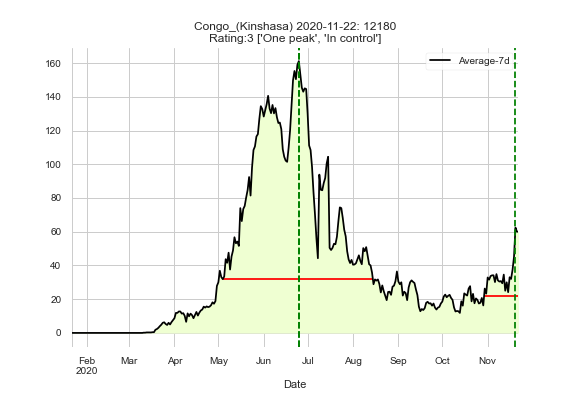 Congo_(Kinshasa) 2020-11-22: 12180
Rating:3 ['One peak', 'In control']
Average-7d
160
140
120
100
80
60
40
20
0
Feb Mar Apr May Jun Jul Aug Sep Oct Nov
2020
Date